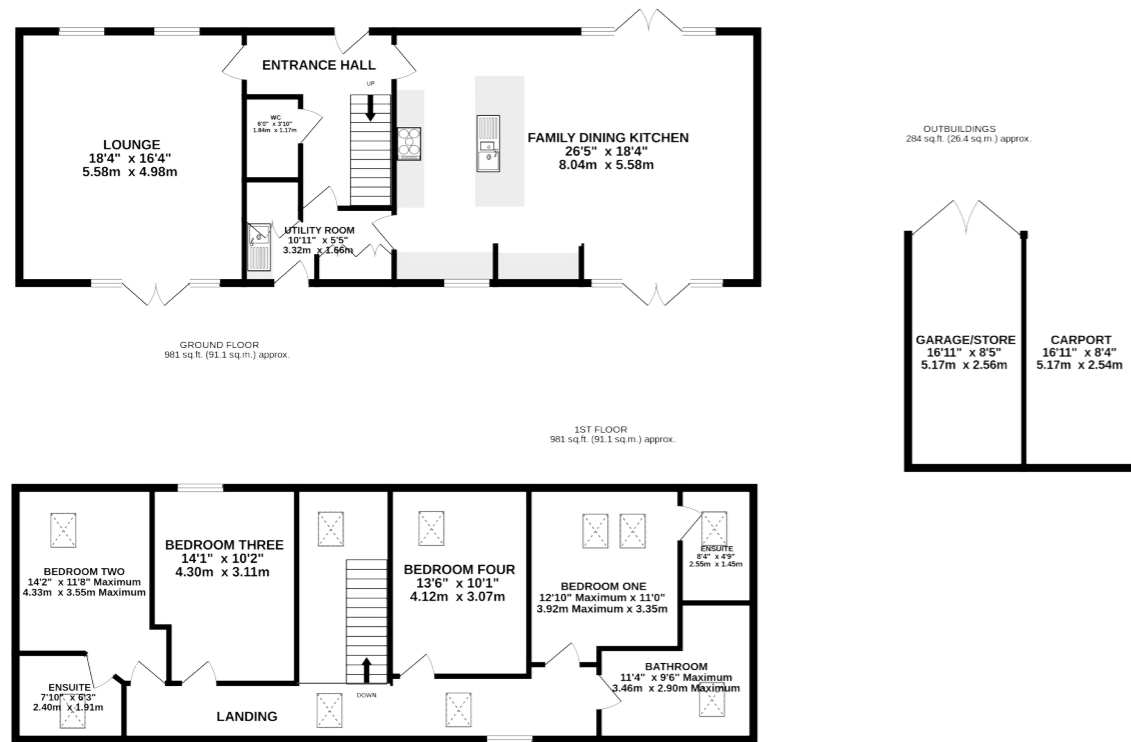 ENTRANCE HALL
UP
WC
6'0" x 3'10"
1.84m x 1.17m
LOUNGE
18'4" x 16'4"
5.58m x 4.98m
FAMILY DINING KITCHEN
26'5" x 18'4"
8.04m x 5.58m
UTILITY ROOM
10'11" x 5'5"
3.32m x 1.66m
GROUND FLOOR
981 sq.ft. (91.1 sq.m.) approx.
OUTBUILDINGS
284 sq.ft. (26.4 sq.m.) approx.
GARAGE/STORE
16'11" x 8'5"
5.17m x 2.56m
CARPORT
16'11" x 8'4"
5.17m x 2.54m
1ST FLOOR
981 sq.ft. (91.1 sq.m.) approx.
BEDROOM TWO
14'2" x 11'8" Maximum
4.33m x 3.55m Maximum
BEDROOM THREE
14'1" x 10'2"
4.30m x 3.11m
BEDROOM FOUR
13'6" x 10'1"
4.12m x 3.07m
BEDROOM ONE
12'10" Maximum x 11'0"
3.92m Maximum x 3.35m
ENSUITE
8'4" x 4'9"
2.55m x 1.45m
ENSUITE
7'10" x 6'3"
2.40m x 1.91m
DOWN
LANDING
BATHROOM
11'4" x 9'6" Maximum
3.46m x 2.90m Maximum